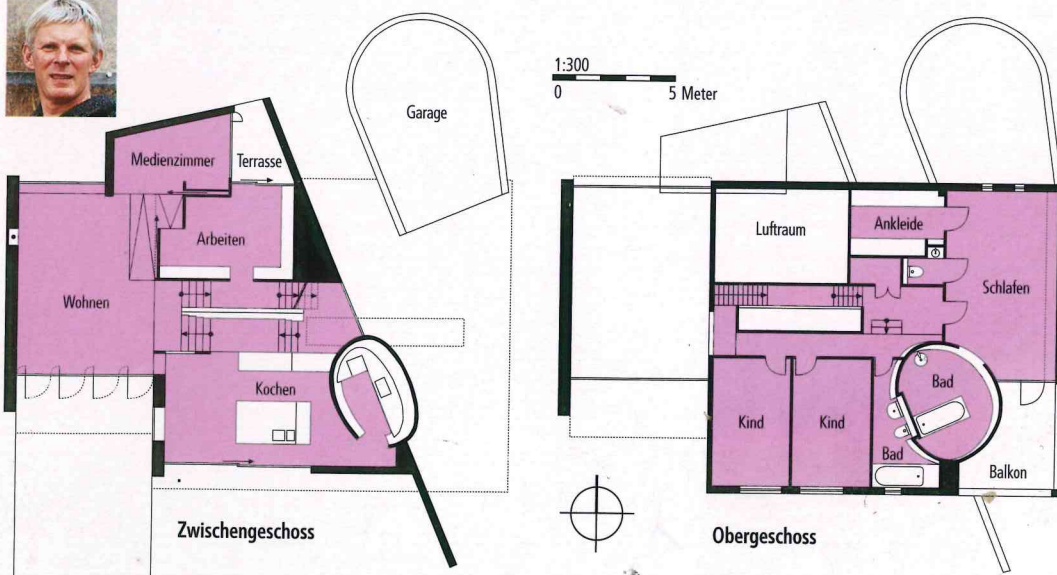 Garage
Medienzimmer
Terrasse
Arbeiten
Wohnen
Kochen
Zwischengeschoss
1:300
0 5 Meter
Luftraum
Ankleide
Schlafen
Bad
Kind
Kind
Bad
Balkon
Obergeschoss